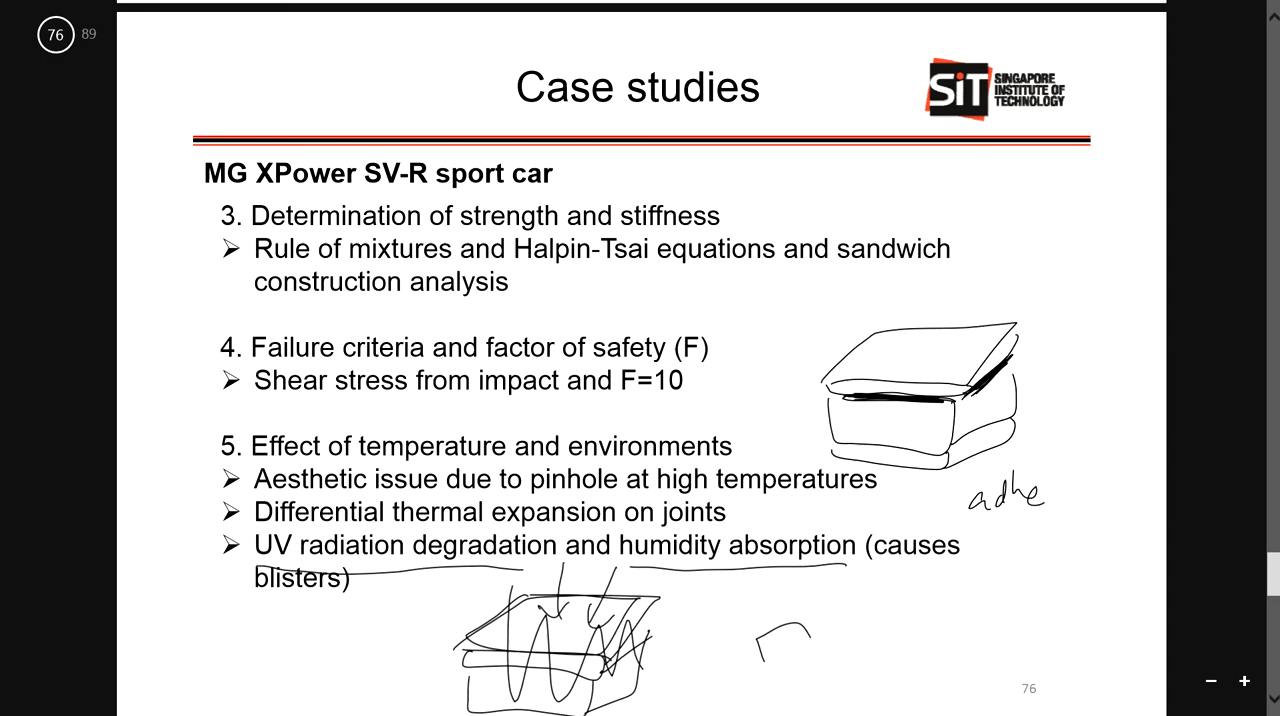 76 89
Case studies
SiT SINGAPORE
INSTITUTE OF
TECHNOLOGY
MG XPower SV-R sport car
3. Determination of strength and stiffness
➢ Rule of mixtures and Halpin-Tsai equations and sandwich
construction analysis
4. Failure criteria and factor of safety (F)
➢ Shear stress from impact and F=10
5. Effect of temperature and environments
➢ Aesthetic issue due to pinhole at high temperatures
adhe
➢ Differential thermal expansion on joints
➢ UV radiation degradation and humidity absorption (causes
blisters)
76